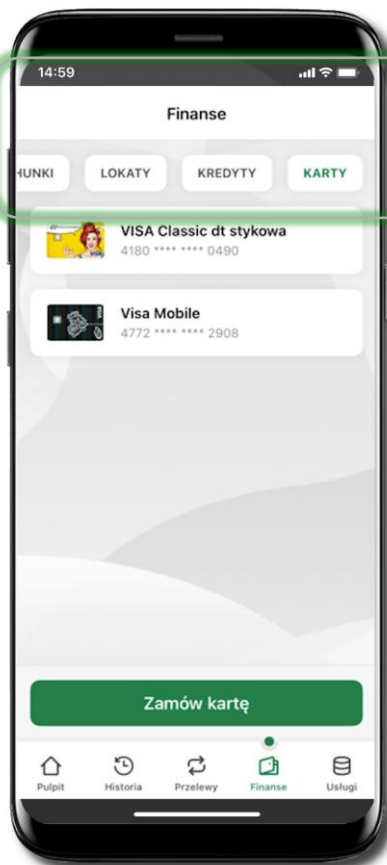 14:59
Finanse
HUNKI LOKATY KREDYTY KARTY
VISA Classic dt stykowa
4180 **** **** 0490
Visa Mobile
4772 **** **** 2908
Zamów kartę
Pulpit Historia Przelewy Finanse Usługi